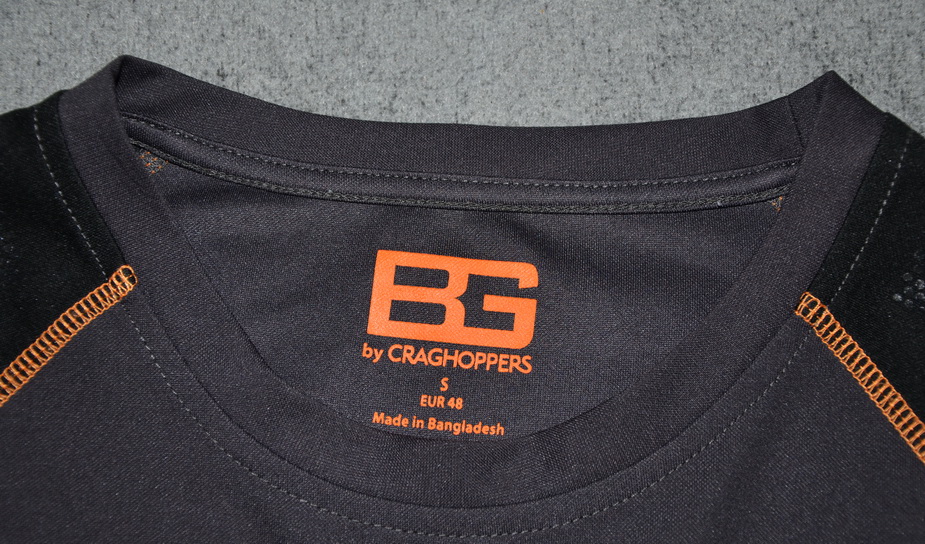 BG
by CRAGHOPPERS
S
EUR 48
Made in Bangladesh